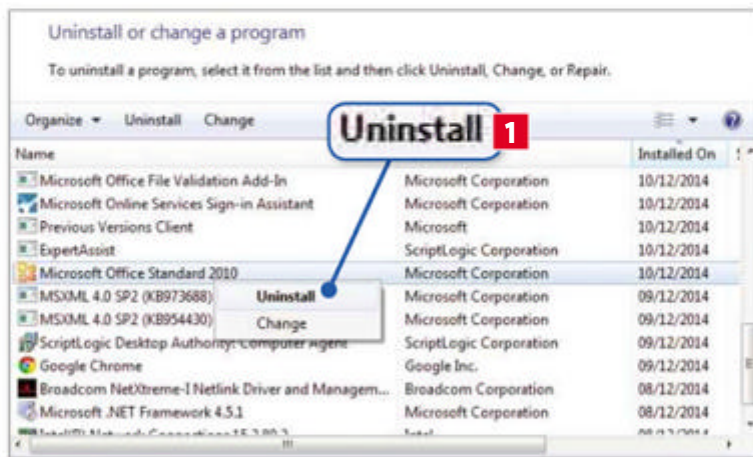 Uninstall or change a program
To uninstall a program, select it from the list and then click Uninstall, Change, or Repair.
Organize Uninstall Change
Uninstall 1
Name Installed On
Microsoft Office File Validation Add-In Microsoft Corporation 10/12/2014
Microsoft Online Services Sign-in Assistant Microsoft Corporation 10/12/2014
Previous Versions Client Microsoft 10/12/2014
ExpertAssist ScriptLogic Corporation 10/12/2014
Microsoft Office Standard 2010 Microsoft Corporation 10/12/2014
MSXML 4.0 SP2 (KB973688) Uninstall Microsoft Corporation 09/12/2014
MSXML 4.0 SP2 (KB954430) Change Microsoft Corporation 09/12/2014
ScriptLogic Desktop Authority: Computer Agent ScriptLogic Corporation 09/12/2014
Google Chrome Google Inc. 09/12/2014
Broadcom NetXtreme-I Netlink Driver and Managem... Broadcom Corporation 08/12/2014
Microsoft .NET Framework 4.5.1 Microsoft Corporation 08/12/2014
Network Connections Intel 08/12/2014